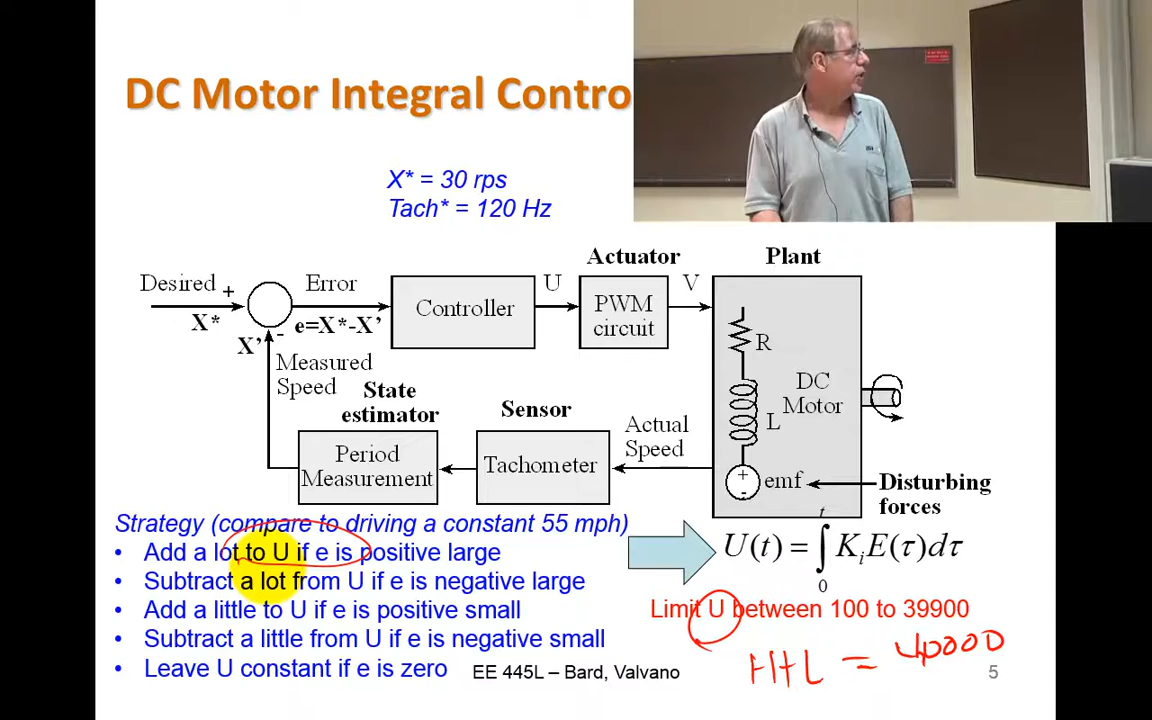 DC Motor Integral Contro
X* = 30 rps
Tach* = 120 Hz
Desired
+
X*
-
X'
Error
e=X*-X'
Controller
U
Actuator
PWM
circuit
V
Plant
R
L
DC
Motor
+
-
emf
Disturbing
forces
Measured
Speed
State
estimator
Period
Measurement
Sensor
Tachometer
Actual
Speed
Strategy (compare to driving a constant 55 mph)
• Add a lot to U if e is positive large
• Subtract a lot from U if e is negative large
• Add a little to U if e is positive small
• Subtract a little from U if e is negative small
• Leave U constant if e is zero
U(t) = ∫₀ᵗ KᵢE(τ)dτ
Limit U between 100 to 39900
H+L = 40000
EE 445L – Bard, Valvano
5